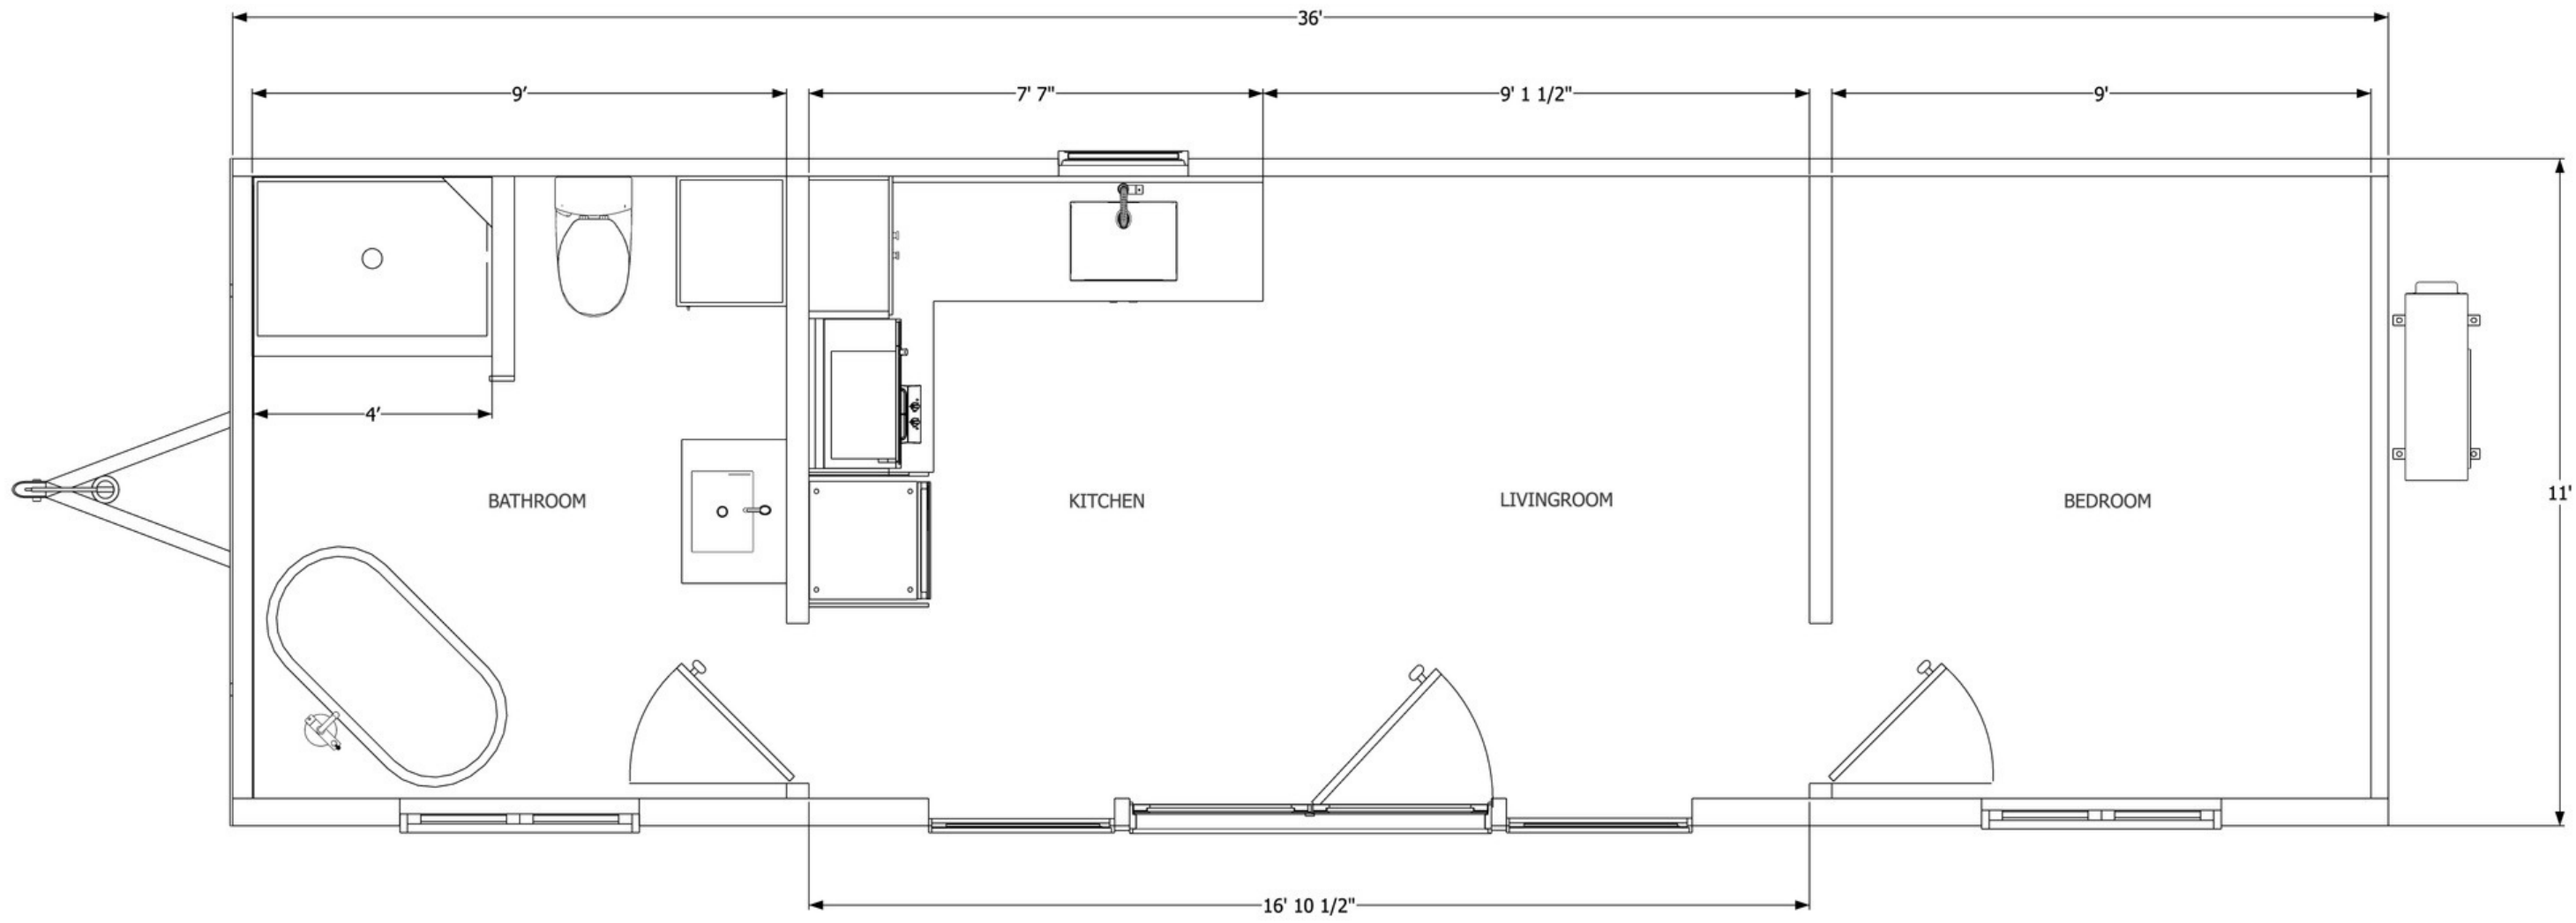 36'
9'
7' 7"
9' 1 1/2"
9'
4'
11'
BATHROOM
KITCHEN
LIVINGROOM
BEDROOM
16' 10 1/2"